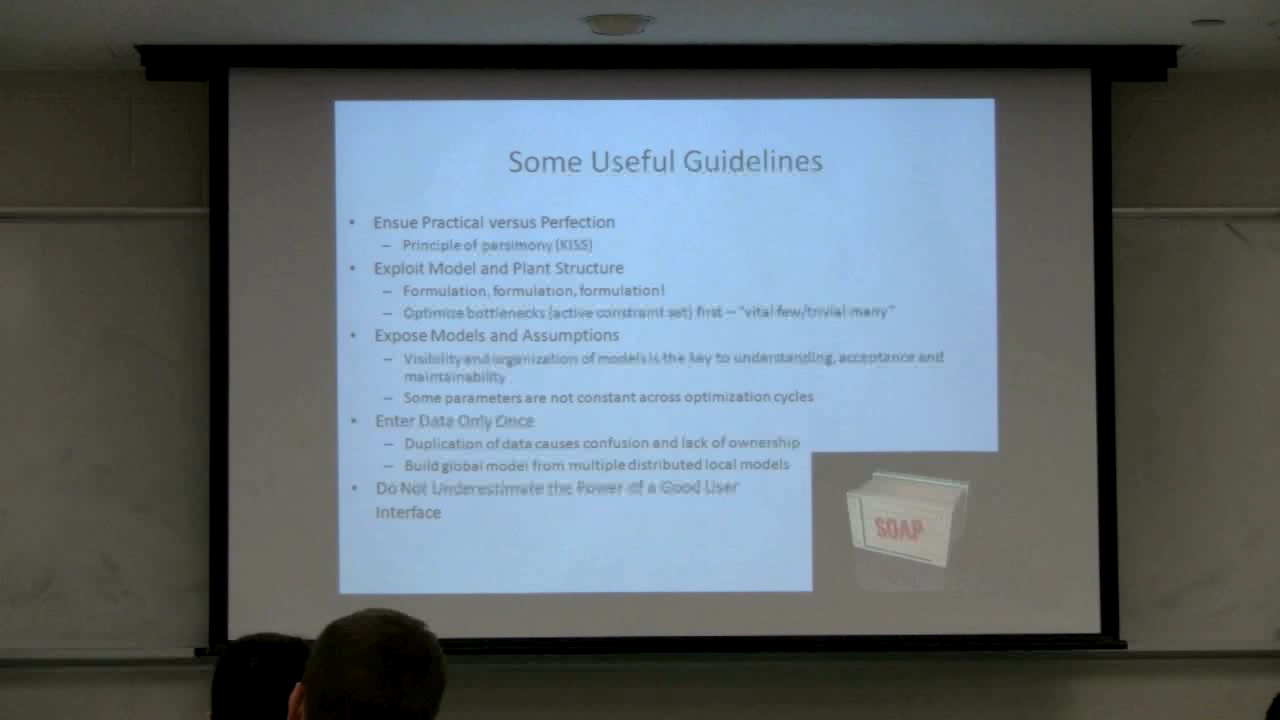 Some Useful Guidelines
• Ensue Practical versus Perfection
– Principle of parsimony (KISS)
• Exploit Model and Plant Structure
– Formulation, formulation, formulation!
– Optimize bottlenecks (active constraint set) first – "vital few/trivial many"
• Expose Models and Assumptions
– Visibility and organization of models is the key to understanding, acceptance and
maintainability
– Some parameters are not constant across optimization cycles
• Enter Data Only Once
– Duplication of data causes confusion and lack of ownership
– Build global model from multiple distributed local models
• Do Not Underestimate the Power of a Good User
Interface
SOAP